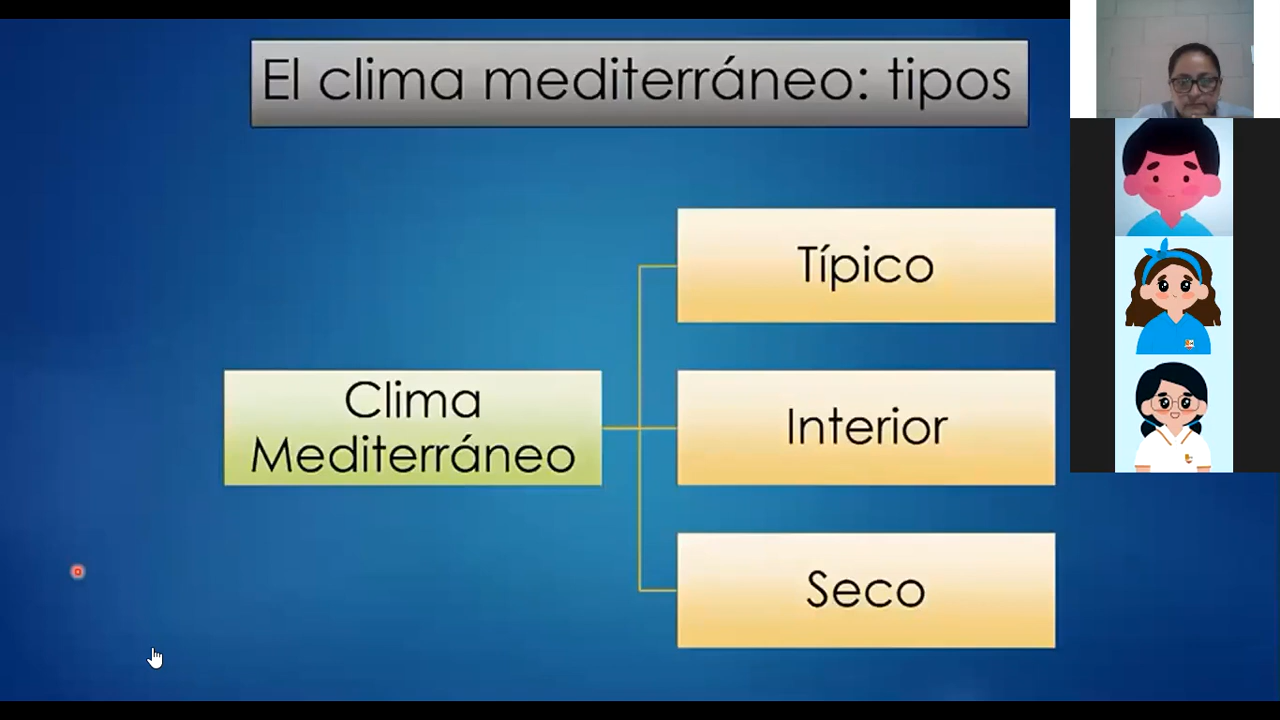 El clima mediterráneo: tipos
Típico
Clima
Mediterráneo
Interior
Seco